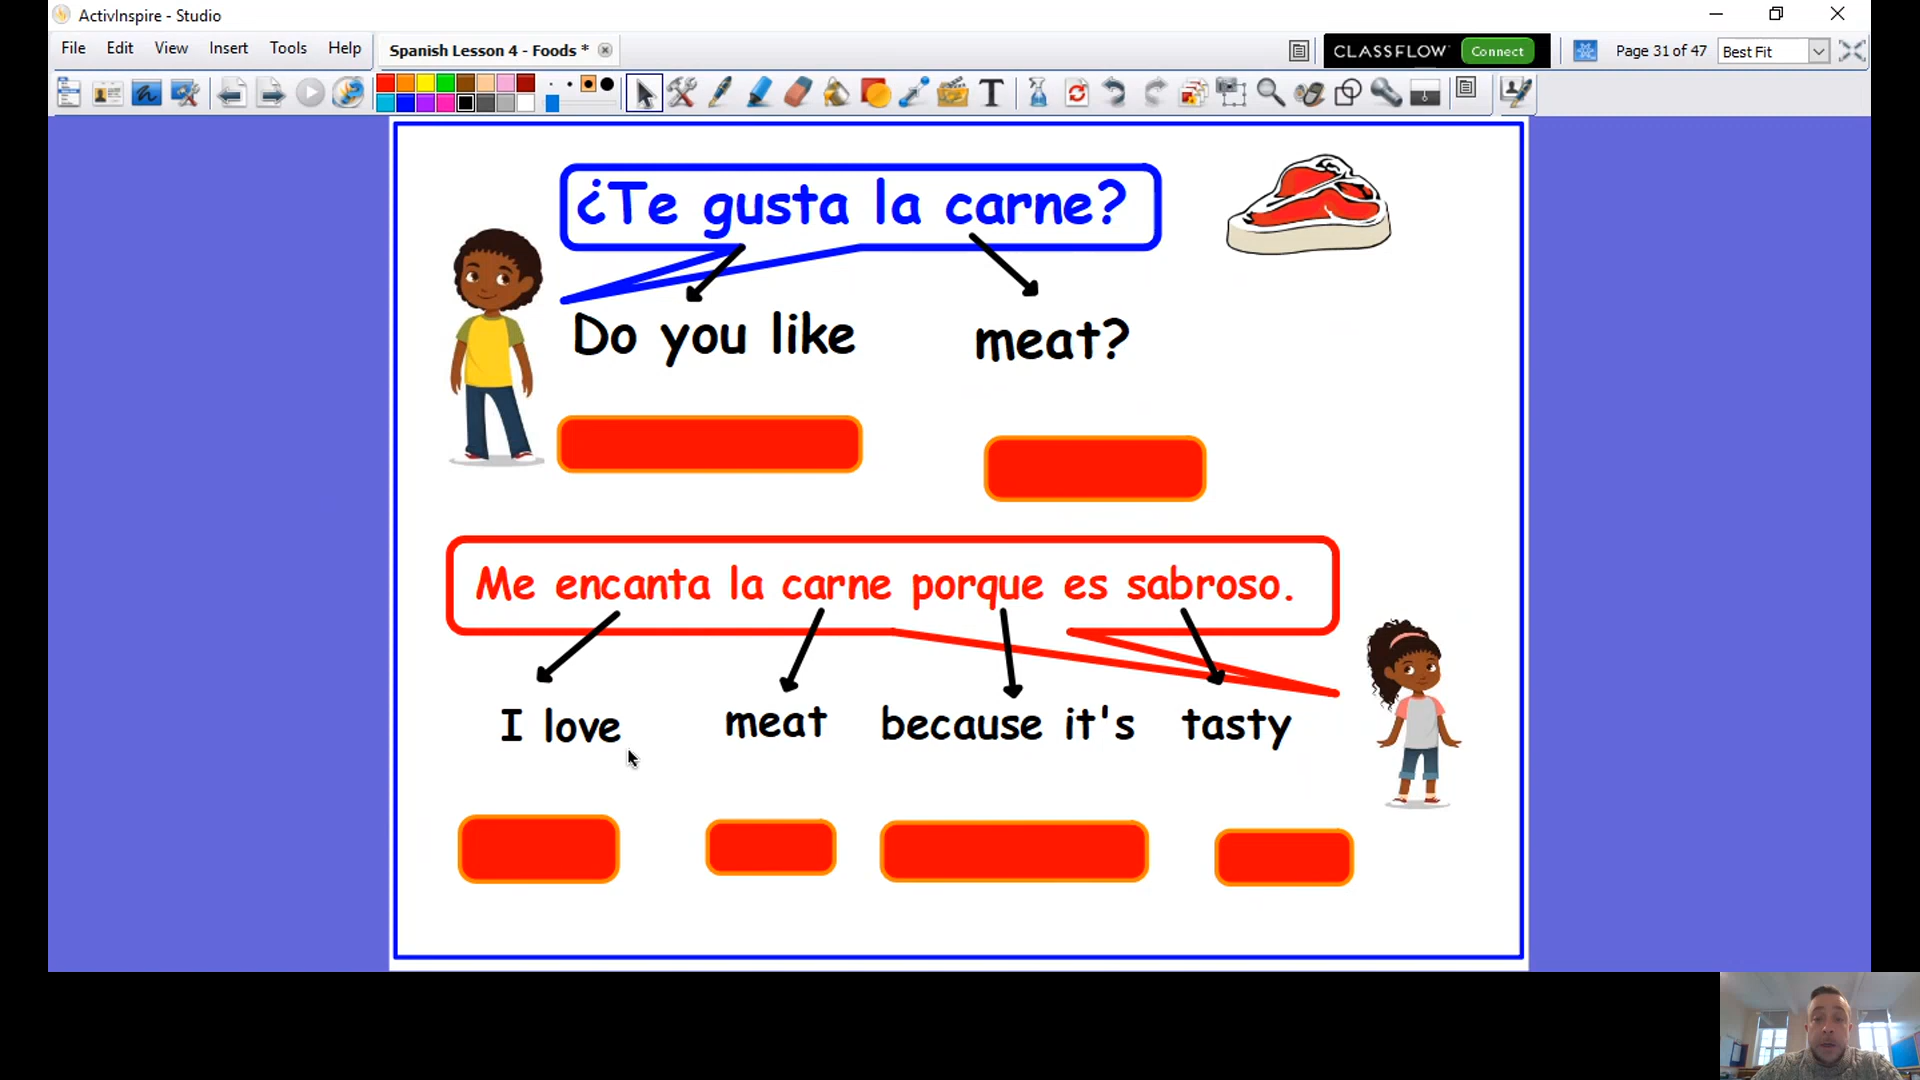 ActivInspire - Studio
File Edit View Insert Tools Help
Spanish Lesson 4 - Foods *
CLASSFLOW Connect
Page 31 of 47
Best Fit
¿Te gusta la carne?
Do you like meat?
Me encanta la carne porque es sabroso.
I love meat because it's tasty